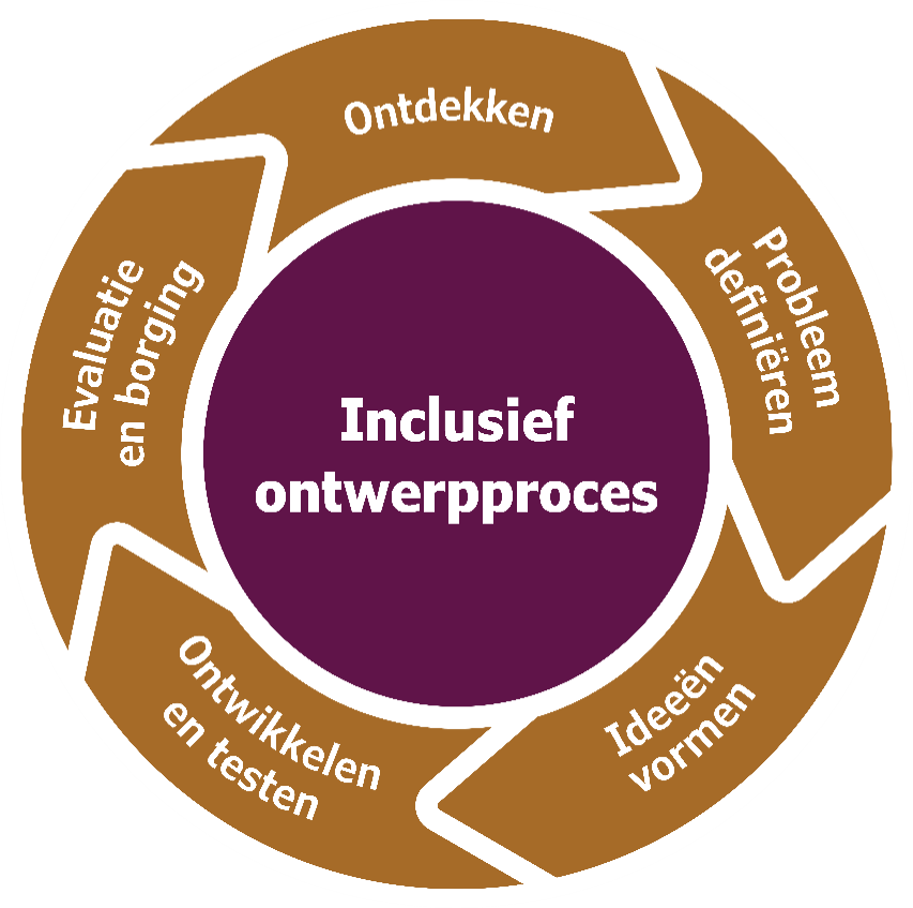 Ontdekken
Probleem
definiëren
Ideeën
vormen
Ontwikkelen
en testen
Evaluatie
en borging
Inclusief
ontwerpproces